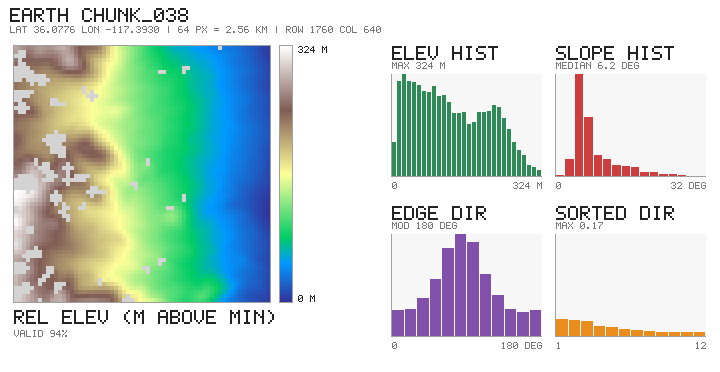 EARTH CHUNK_038
LAT 36.0776 LON -117.3930 | 64 PX = 2.56 KM | ROW 1760 COL 640
324 M
0 M
REL ELEV (M ABOVE MIN)
VALID 94%
ELEV HIST
MAX 324 M
0 324 M
SLOPE HIST
MEDIAN 6.2 DEG
0 32 DEG
EDGE DIR
MOD 180 DEG
0 180 DEG
SORTED DIR
MAX 0.17
1 12